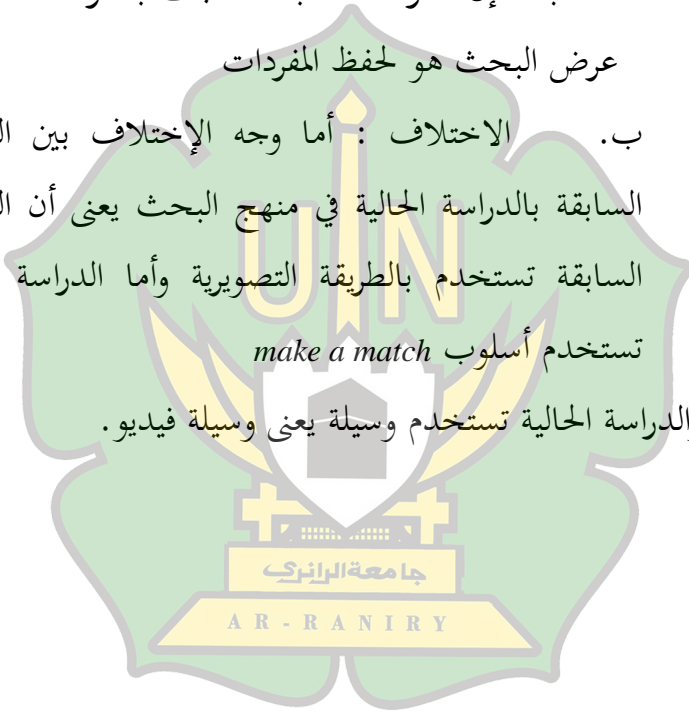 عرض البحث هو لحفظ المفردات
ب. الاختلاف : أما وجه الإختلاف بين
السابقة بالدراسة الحالية في منهج البحث يعنى أن
السابقة تستخدم بالطريقة التصويرية وأما الدراسة
تستخدم أسلوب make a match
الدراسة الحالية تستخدم وسيلة يعنى وسيلة فيديو.
UIN
جامعة الرانري
AR-RANIRY